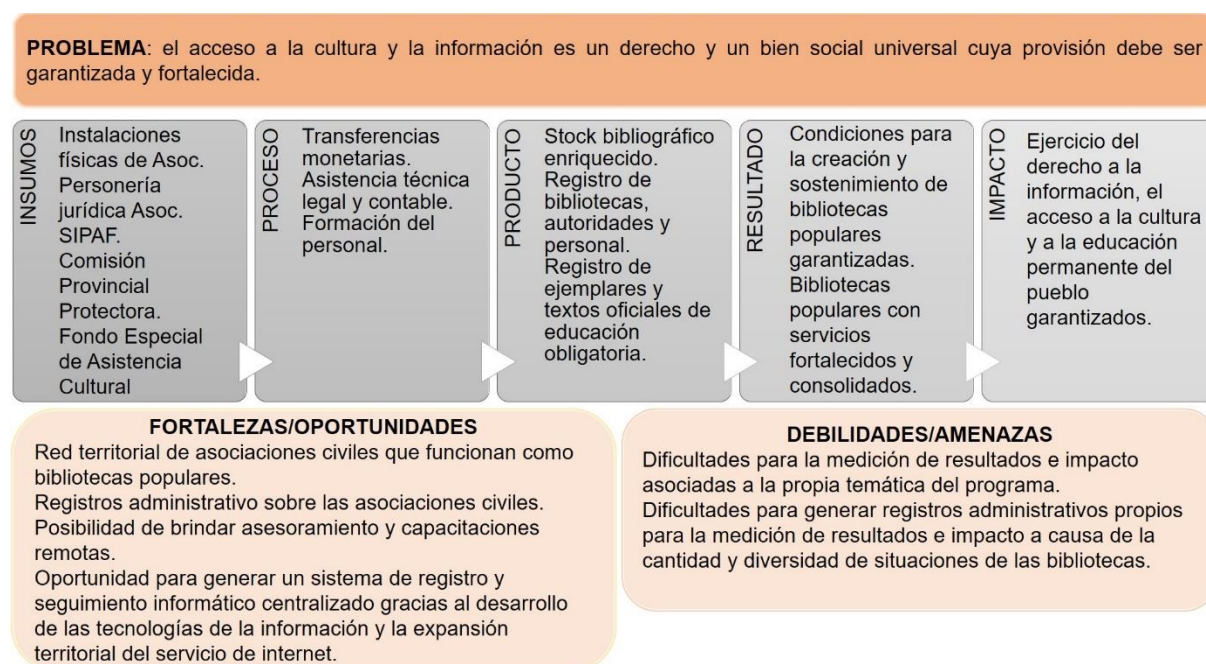 PROBLEMA: el acceso a la cultura y la información es un derecho y un bien social universal cuya provisión debe ser
garantizada y fortalecida.
INSUMOS
Instalaciones
físicas de Asoc.
Personería
jurídica Asoc.
SIPAF.
Comisión
Provincial
Protectora.
Fondo Especial
de Asistencia
Cultural
PROCESO
Transferencias
monetarias.
Asistencia técnica
legal y contable.
Formación del
personal.
PRODUCTO
Stock bibliográfico
enriquecido.
Registro de
bibliotecas,
autoridades y
personal.
Registro de
ejemplares y
textos oficiales de
educación
obligatoria.
RESULTADO
Condiciones para
la creación y
sostenimiento de
bibliotecas
populares
garantizadas.
Bibliotecas
populares con
servicios
fortalecidos y
consolidados.
IMPACTO
Ejercicio del
derecho a la
información, el
acceso a la cultura
y a la educación
permanente del
pueblo
garantizados.
FORTALEZAS/OPORTUNIDADES
Red territorial de asociaciones civiles que funcionan como
bibliotecas populares.
Registros administrativo sobre las asociaciones civiles.
Posibilidad de brindar asesoramiento y capacitaciones
remotas.
Oportunidad para generar un sistema de registro y
seguimiento informático centralizado gracias al desarrollo
de las tecnologías de la información y la expansión
territorial del servicio de internet.
DEBILIDADES/AMENAZAS
Dificultades para la medición de resultados e impacto
asociadas a la propia temática del programa.
Dificultades para generar registros administrativos propios
para la medición de resultados e impacto a causa de la
cantidad y diversidad de situaciones de las bibliotecas.